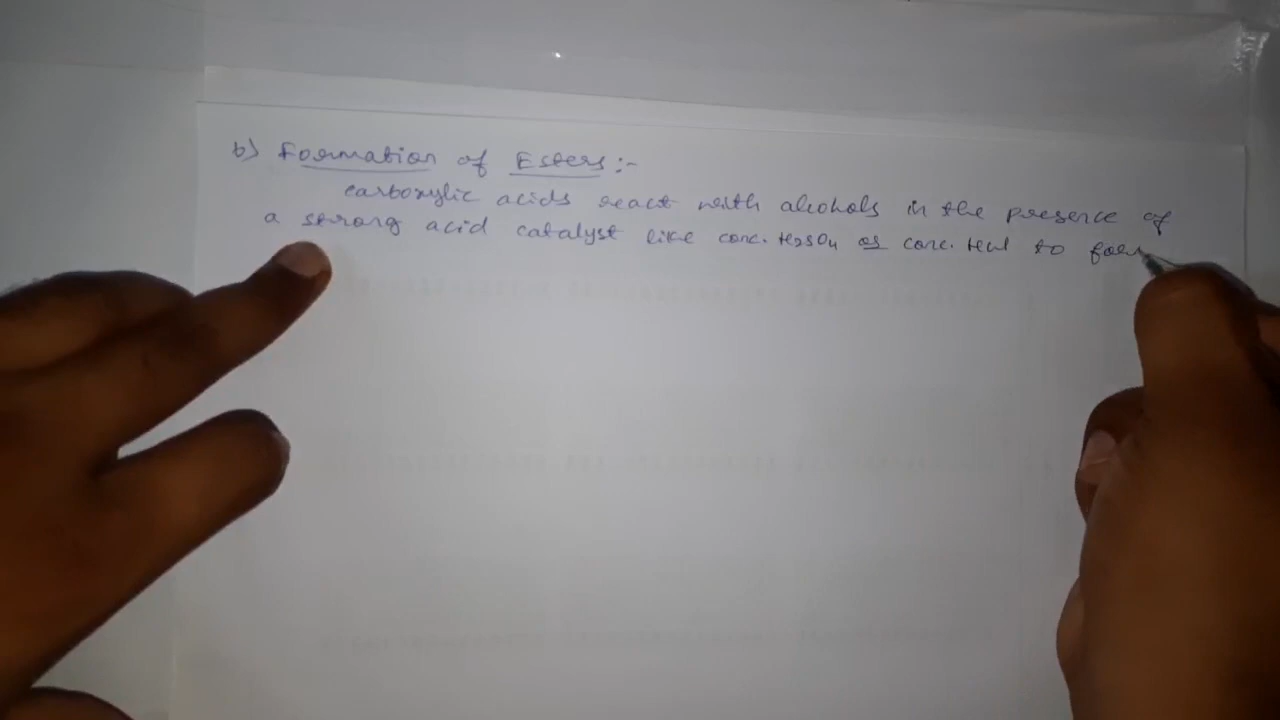 b) Formation of Esters:-
carboxylic acids react with alcohols in the presence of
a strong acid catalyst like conc. H2SO4 or conc. HCl to form